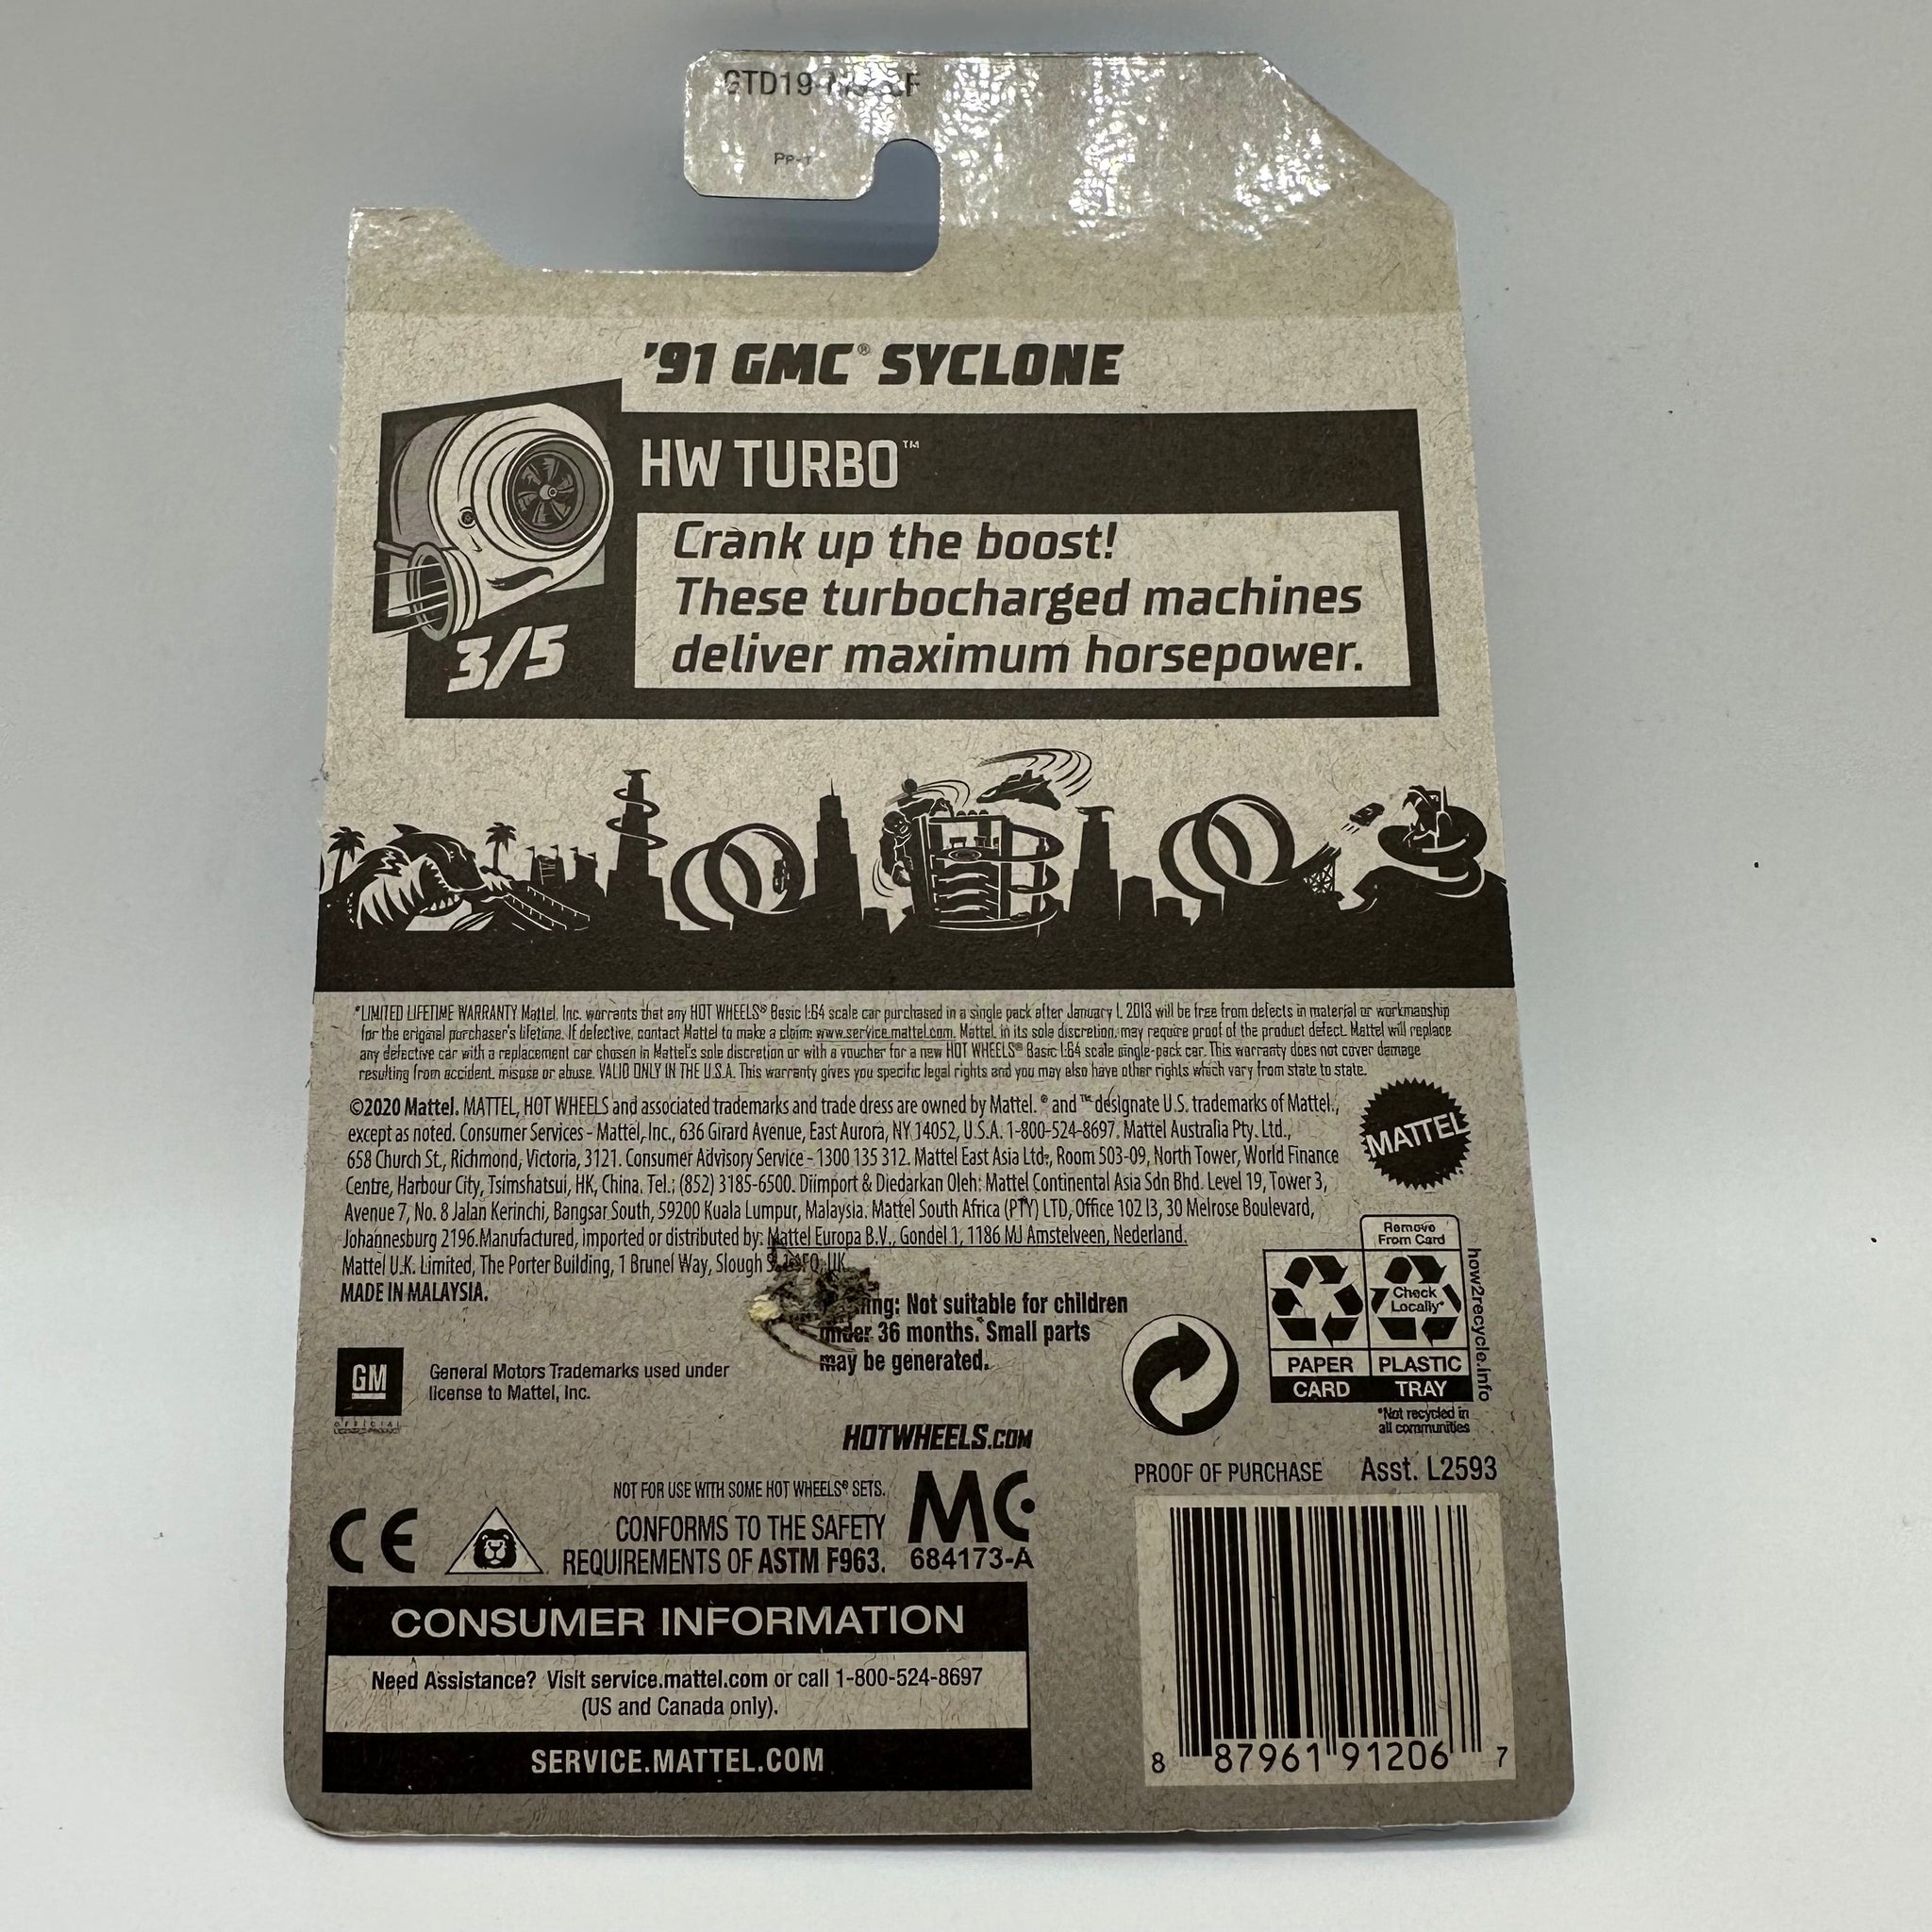 GTD19
'91 GMC® SYCLONE
HW TURBO™
Crank up the boost!
These turbocharged machines
deliver maximum horsepower.
3/5
*LIMITED LIFETIME WARRANTY Mattel, Inc. warrants that any HOT WHEELS® Basic 1:64 scale car purchased in a single pack after January 1, 2013 will be free from defects in material or workmanship
for the original purchaser's lifetime. If defective, contact Mattel to make a claim: www.service.mattel.com. Mattel, in its sole discretion, may require proof of the product defect. Mattel will replace
any defective car with a replacement car chosen in Mattel's sole discretion or with a voucher for a new HOT WHEELS® Basic 1:64 scale single-pack car. This warranty does not cover damage
resulting from accident, misuse or abuse. VALID ONLY IN THE U.S.A. This warranty gives you specific legal rights and you may also have other rights which vary from state to state.
©2020 Mattel. MATTEL, HOT WHEELS and associated trademarks and trade dress are owned by Mattel. ® and ™ designate U.S. trademarks of Mattel,
except as noted. Consumer Services - Mattel, Inc., 636 Girard Avenue, East Aurora, NY 14052, U.S.A. 1-800-524-8697. Mattel Australia Pty. Ltd.,
658 Church St., Richmond, Victoria, 3121. Consumer Advisory Service - 1300 135 312. Mattel East Asia Ltd., Room 503-09, North Tower, World Finance
Centre, Harbour City, Tsimshatsui, HK, China. Tel.: (852) 3185-6500. Diimport & Diedarkan Oleh: Mattel Continental Asia Sdn Bhd. Level 19, Tower 3,
Avenue 7, No. 8 Jalan Kerinchi, Bangsar South, 59200 Kuala Lumpur, Malaysia. Mattel South Africa (PTY) LTD, Office 102 I3, 30 Melrose Boulevard,
Johannesburg 2196. Manufactured, imported or distributed by: Mattel Europa B.V., Gondel 1, 1186 MJ Amstelveen, Nederland.
Mattel U.K. Limited, The Porter Building, 1 Brunel Way, Slough UK
MADE IN MALAYSIA.
MATTEL
Not suitable for children
under 36 months. Small parts
may be generated.
Remove
From Card
Check
Locally*
PAPER
CARD
PLASTIC
TRAY
how2recycle.info
*Not recycled in
all communities
GM
OFFICIAL
LICENSED PRODUCT
General Motors Trademarks used under
license to Mattel, Inc.
HOTWHEELS.COM
PROOF OF PURCHASE Asst. L2593
NOT FOR USE WITH SOME HOT WHEELS® SETS.
CE
CONFORMS TO THE SAFETY
REQUIREMENTS OF ASTM F963.
MC
684173-A
CONSUMER INFORMATION
Need Assistance? Visit service.mattel.com or call 1-800-524-8697
(US and Canada only).
SERVICE.MATTEL.COM
8 87961 91206 7